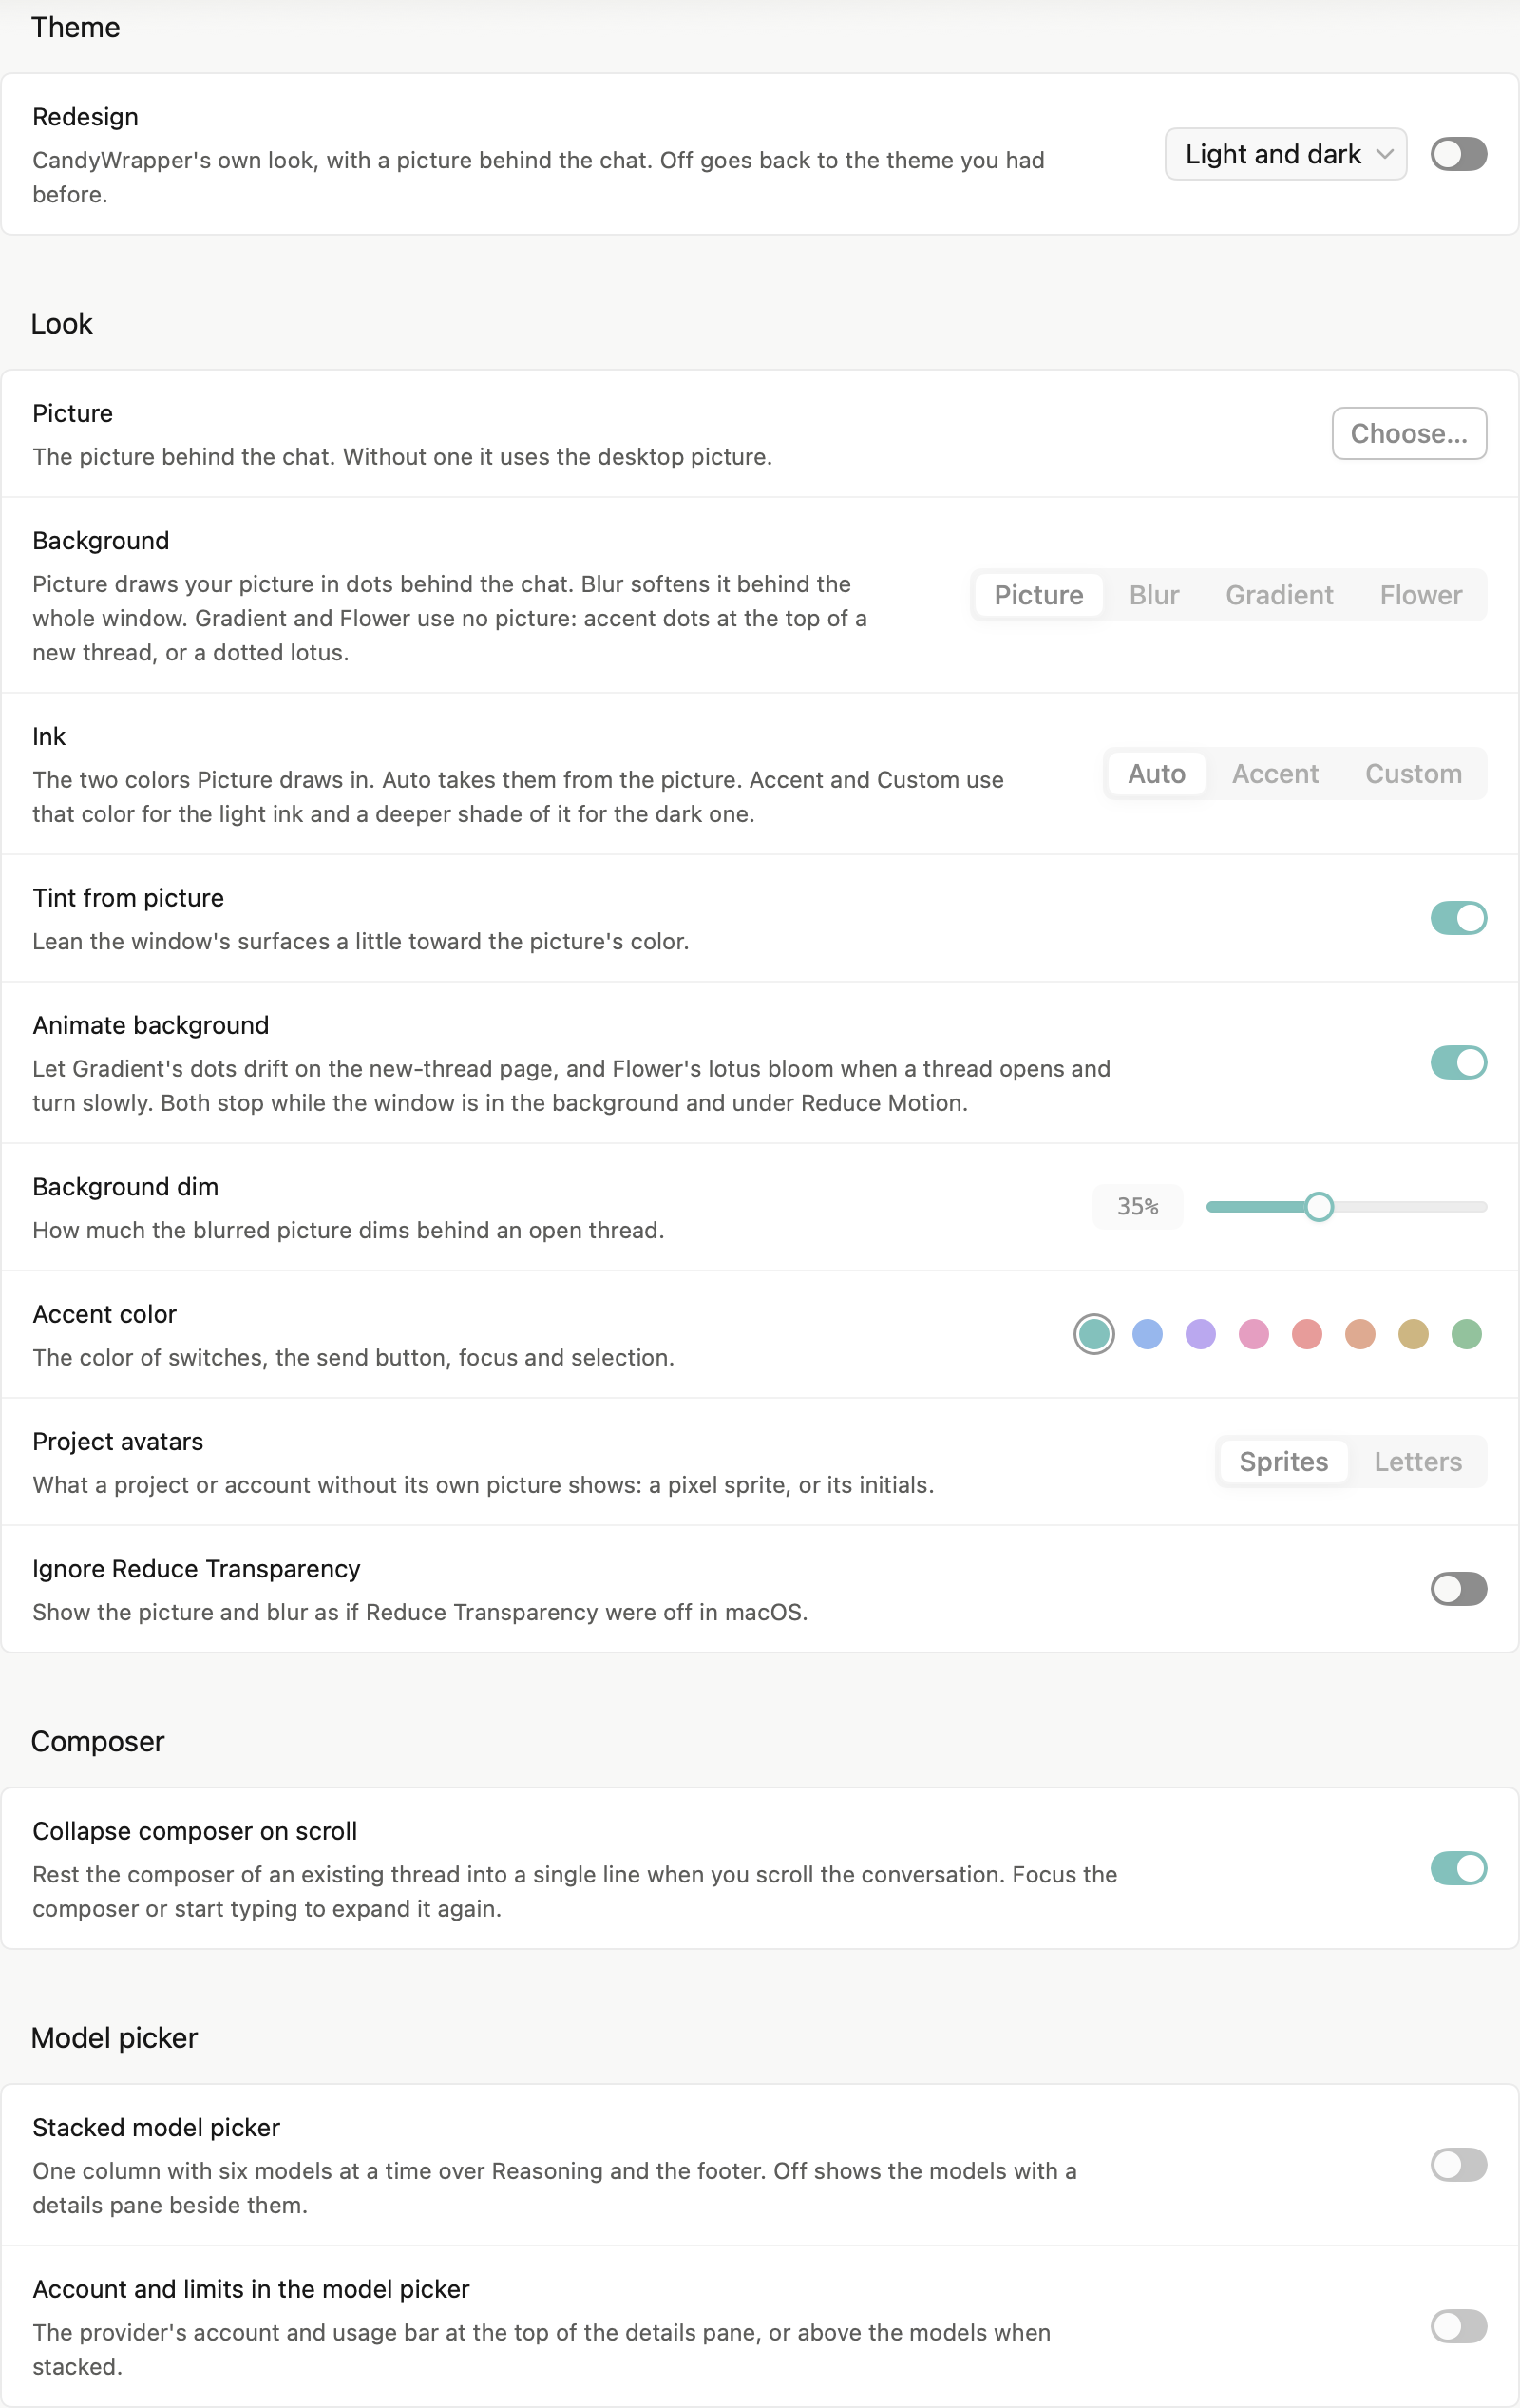 Theme
Redesign
CandyWrapper's own look, with a picture behind the chat. Off goes back to the theme you had
before.
Light and dark
Look
Picture
The picture behind the chat. Without one it uses the desktop picture.
Choose...
Background
Picture draws your picture in dots behind the chat. Blur softens it behind the
whole window. Gradient and Flower use no picture: accent dots at the top of a
new thread, or a dotted lotus.
Picture Blur Gradient Flower
Ink
The two colors Picture draws in. Auto takes them from the picture. Accent and Custom use
that color for the light ink and a deeper shade of it for the dark one.
Auto Accent Custom
Tint from picture
Lean the window's surfaces a little toward the picture's color.
Animate background
Let Gradient's dots drift on the new-thread page, and Flower's lotus bloom when a thread opens and
turn slowly. Both stop while the window is in the background and under Reduce Motion.
Background dim
How much the blurred picture dims behind an open thread.
35%
Accent color
The color of switches, the send button, focus and selection.
Project avatars
What a project or account without its own picture shows: a pixel sprite, or its initials.
Sprites Letters
Ignore Reduce Transparency
Show the picture and blur as if Reduce Transparency were off in macOS.
Composer
Collapse composer on scroll
Rest the composer of an existing thread into a single line when you scroll the conversation. Focus the
composer or start typing to expand it again.
Model picker
Stacked model picker
One column with six models at a time over Reasoning and the footer. Off shows the models with a
details pane beside them.
Account and limits in the model picker
The provider's account and usage bar at the top of the details pane, or above the models when
stacked.